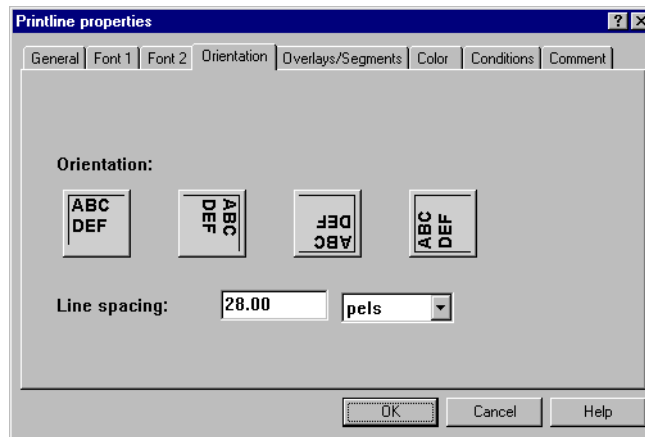 Printline properties
General Font 1 Font 2 Orientation Overlays/Segments Color Conditions Comment
Orientation:
ABC
DEF
ABC
DEF
ABC
DEF
ABC
DEF
Line spacing: 28.00 pels
OK Cancel Help